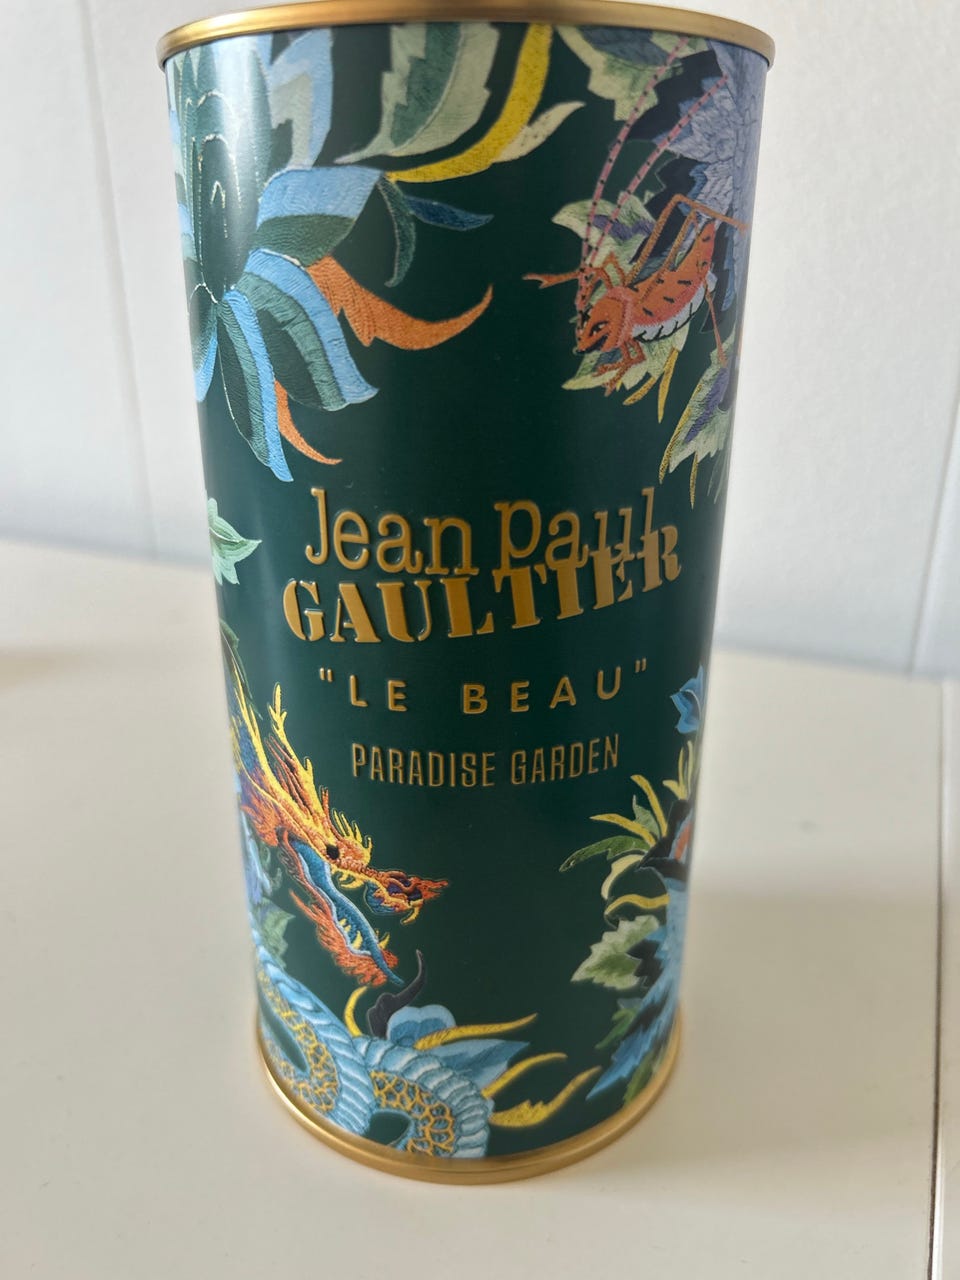 Jean Paul
GAULTIER
"LE BEAU"
PARADISE GARDEN